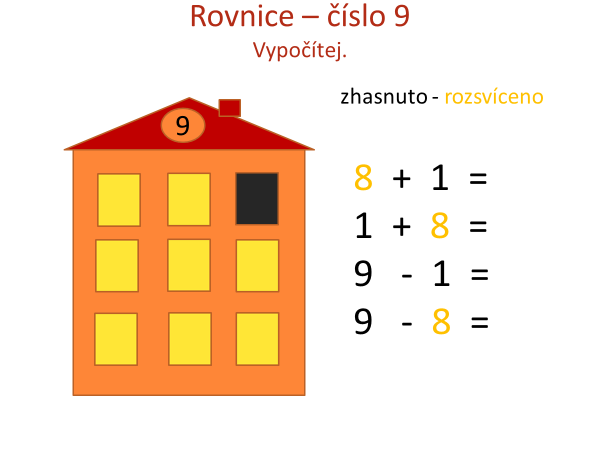 Rovnice – číslo 9
Vypočítej.
zhasnuto - rozsvíceno
9
8 + 1 =
1 + 8 =
9 - 1 =
9 - 8 =